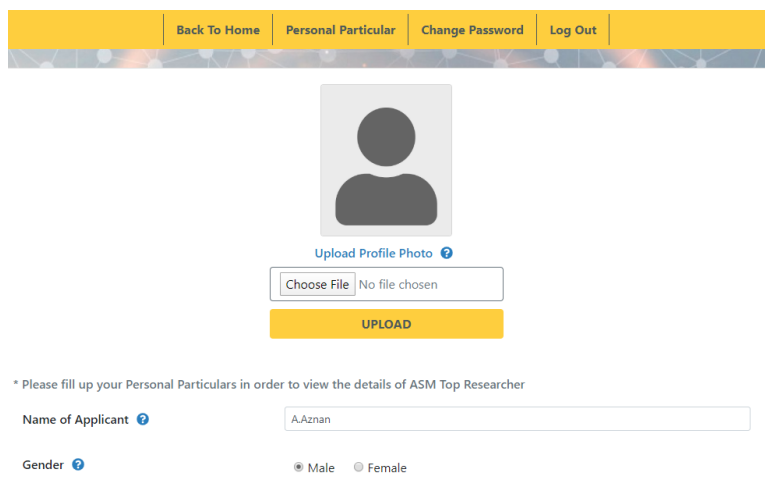 Back To Home Personal Particular Change Password Log Out
Upload Profile Photo ?
Choose File No file chosen
UPLOAD
* Please fill up your Personal Particulars in order to view the details of ASM Top Researcher
Name of Applicant ? A.Aznan
Gender ? Male Female